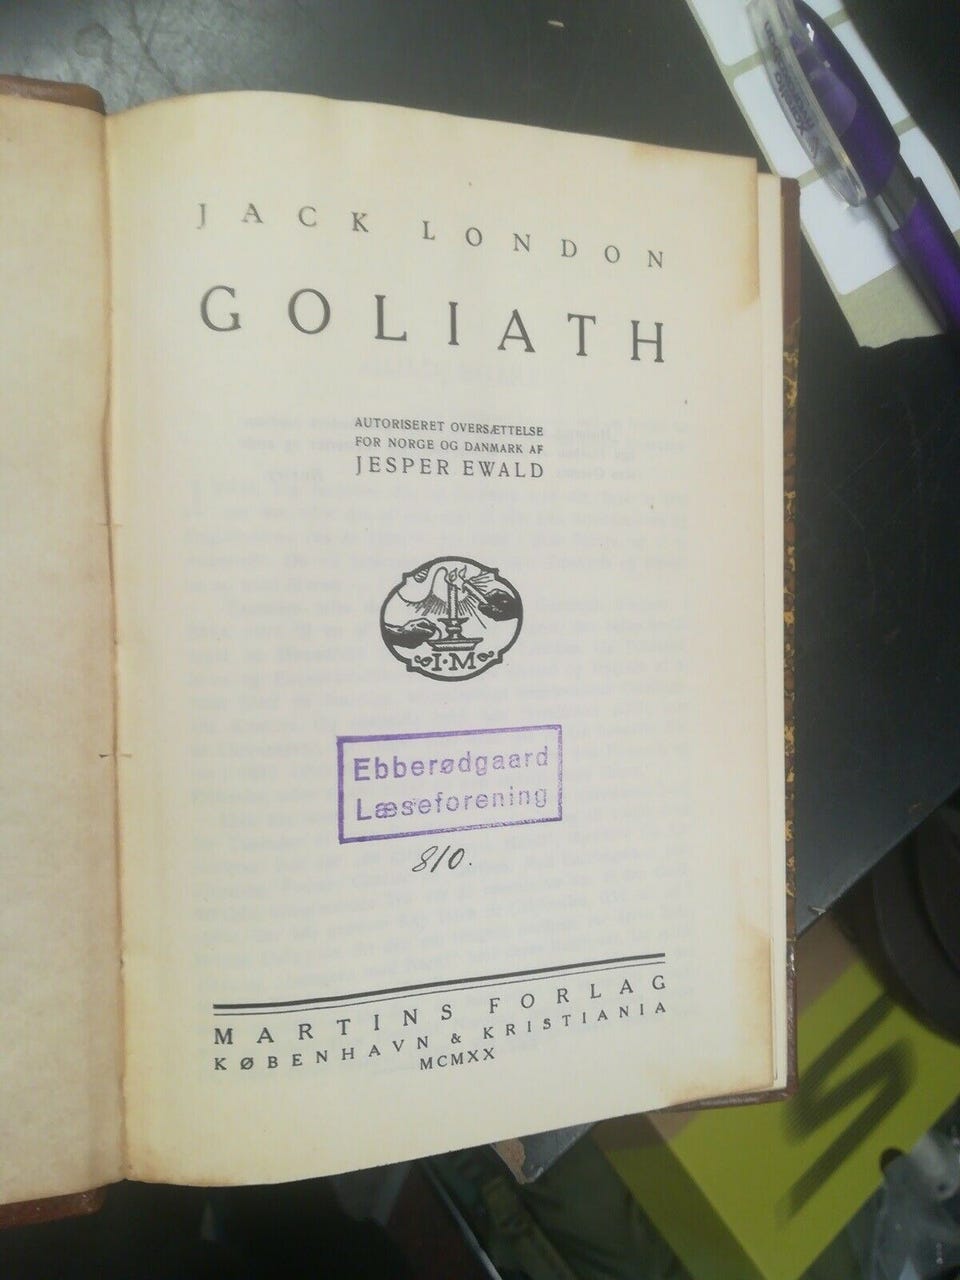 JACK LONDON
GOLIATH
AUTORISERET OVERSÆTTELSE
FOR NORGE OG DANMARK AF
JESPER EWALD
I·M
Ebberødgaard
Læseforening
810.
MARTINS FORLAG
KØBENHAVN & KRISTIANIA
MCMXX